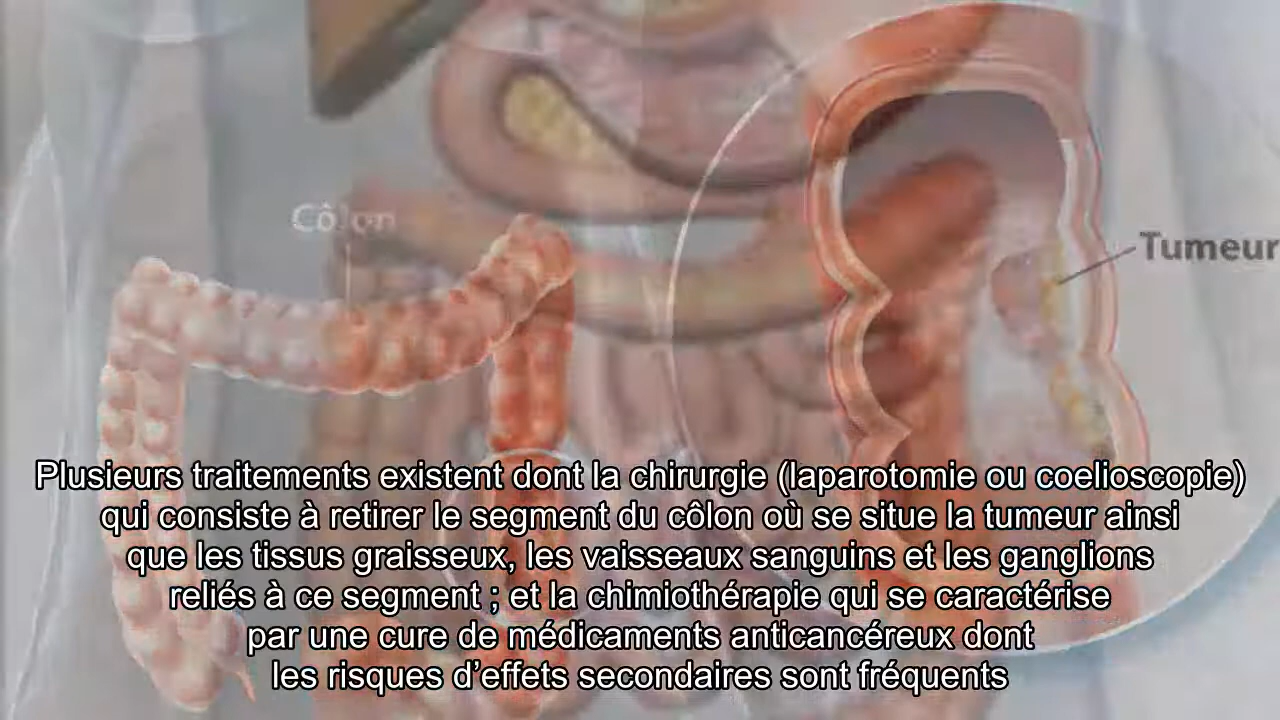 Côlon
Tumeur
Plusieurs traitements existent dont la chirurgie (laparotomie ou coelioscopie)
qui consiste à retirer le segment du côlon où se situe la tumeur ainsi
que les tissus graisseux, les vaisseaux sanguins et les ganglions
reliés à ce segment ; et la chimiothérapie qui se caractérise
par une cure de médicaments anticancéreux dont
les risques d’effets secondaires sont fréquents